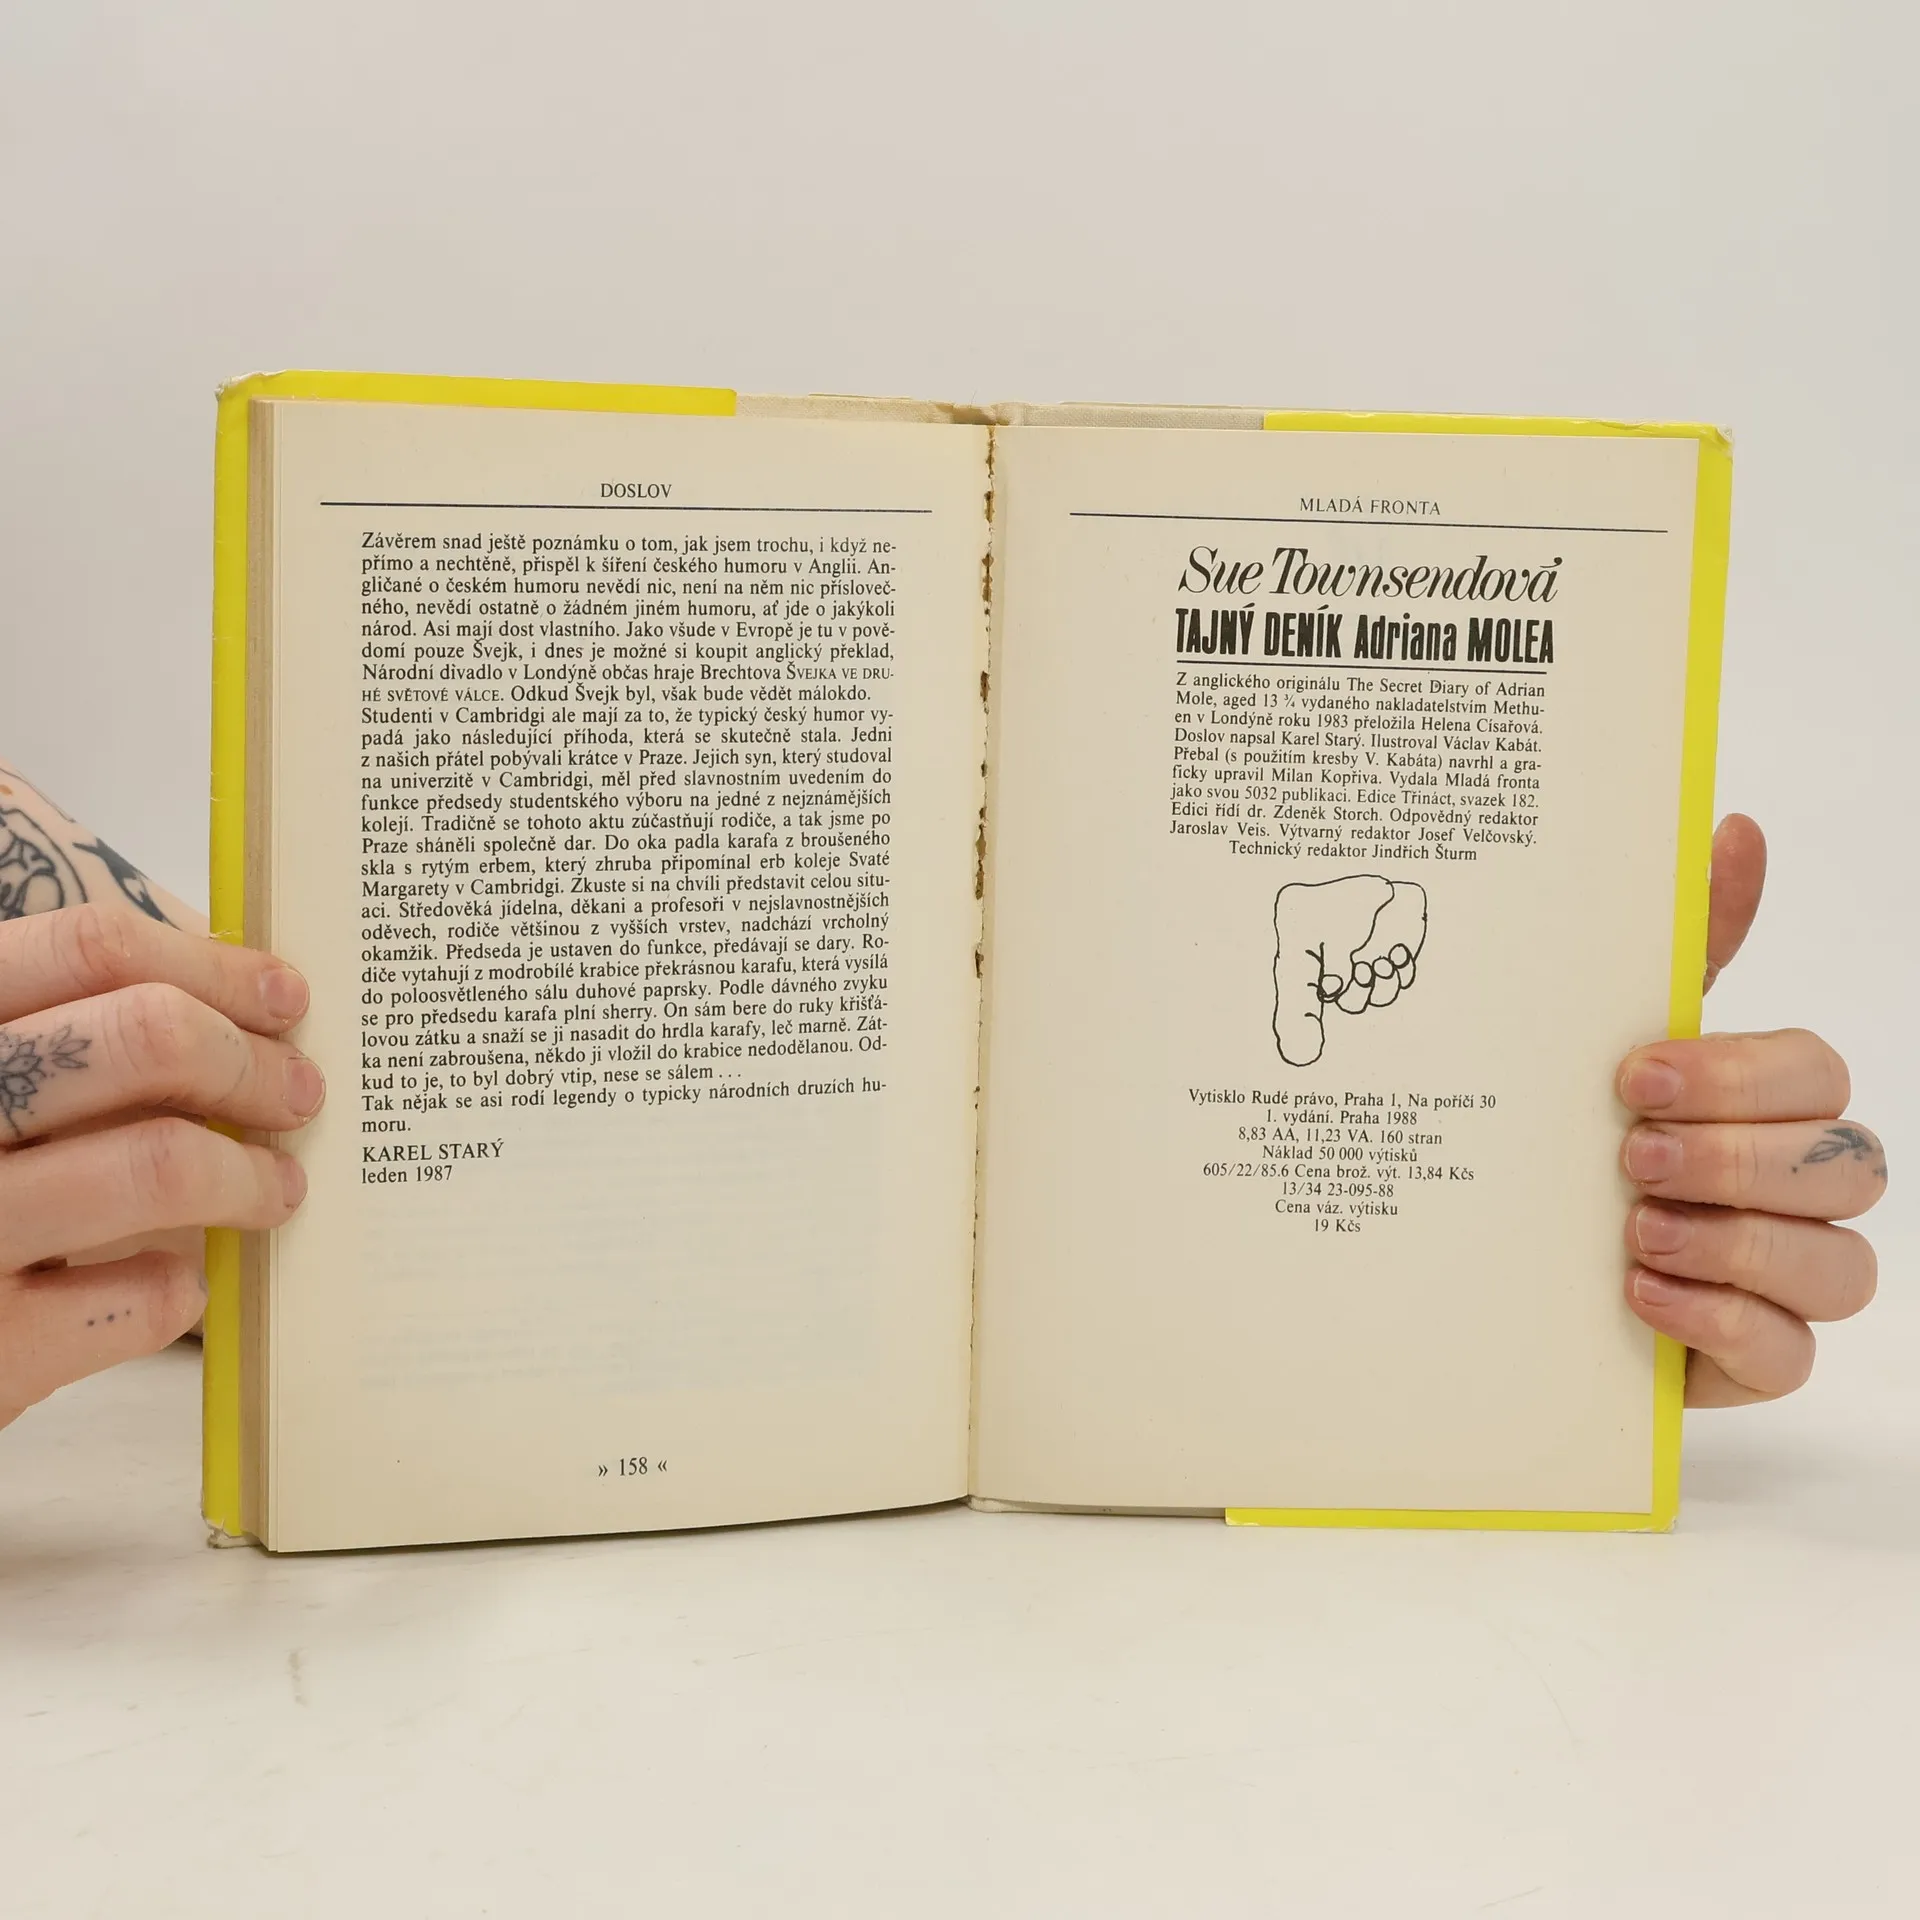 DOSLOV
Závěrem snad ještě poznámku o tom, jak jsem trochu, i když ne-
přímo a nechtěně, přispěl k šíření českého humoru v Anglii. An-
gličané o českém humoru nevědí nic, není na něm nic přísloveč-
ného, nevědí ostatně o žádném jiném humoru, ať jde o jakýkoli
národ. Asi mají dost vlastního. Jako všude v Evropě je tu v pově-
domí pouze Švejk, i dnes je možné si koupit anglický překlad,
Národní divadlo v Londýně občas hraje Brechtova ŠVEJKA VE DRU-
HÉ SVĚTOVÉ VÁLCE. Odkud Švejk byl, však bude vědět málokdo.
Studenti v Cambridgi ale mají za to, že typický český humor vy-
padá jako následující příhoda, která se skutečně stala. Jedni
z našich přátel pobývali krátce v Praze. Jejich syn, který studoval
na univerzitě v Cambridgi, měl před slavnostním uvedením do
funkce předsedy studentského výboru na jedné z nejznámějších
kolejí. Tradičně se tohoto aktu zúčastňují rodiče, a tak jsme po
Praze sháněli společně dar. Do oka padla karafa z broušeného
skla s rytým erbem, který zhruba připomínal erb koleje Svaté
Margarety v Cambridgi. Zkuste si na chvíli představit celou situ-
aci. Středověká jídelna, děkani a profesoři v nejslavnostnějších
oděvech, rodiče většinou z vyšších vrstev, nadchází vrcholný
okamžik. Předseda je ustaven do funkce, předávají se dary. Ro-
diče vytahují z modrobílé krabice překrásnou karafu, která vysílá
do poloosvětleného sálu duhové paprsky. Podle dávného zvyku
se pro předsedu karafa plní sherry. On sám bere do ruky křišťá-
lovou zátku a snaží se ji nasadit do hrdla karafy, leč marně. Zát-
ka není zabroušena, někdo ji vložil do krabice nedodělanou. Od-
kud to je, to byl dobrý vtip, nese se sálem ...
Tak nějak se asi rodí legendy o typicky národních druzích hu-
moru.
KAREL STARÝ
leden 1987
» 158 «
MLADÁ FRONTA
Sue Townsendová
TAJNÝ DENÍK Adriana MOLEA
Z anglického originálu The Secret Diary of Adrian
Mole, aged 13 ¾ vydaného nakladatelstvím Methu-
en v Londýně roku 1983 přeložila Helena Císařová.
Doslov napsal Karel Starý. Ilustroval Václav Kabát.
Přebal (s použitím kresby V. Kabáta) navrhl a gra-
ficky upravil Milan Kopřiva. Vydala Mladá fronta
jako svou 5032 publikaci. Edice Třináct, svazek 182.
Edici řídí dr. Zdeněk Storch. Odpovědný redaktor
Jaroslav Veis. Výtvarný redaktor Josef Velčovský.
Technický redaktor Jindřich Šturm
Vytisklo Rudé právo, Praha 1, Na poříčí 30
1. vydání. Praha 1988
8,83 AA, 11,23 VA. 160 stran
Náklad 50 000 výtisků
605/22/85.6 Cena brož. výt. 13,84 Kčs
13/34 23-095-88
Cena váz. výtisku
19 Kčs